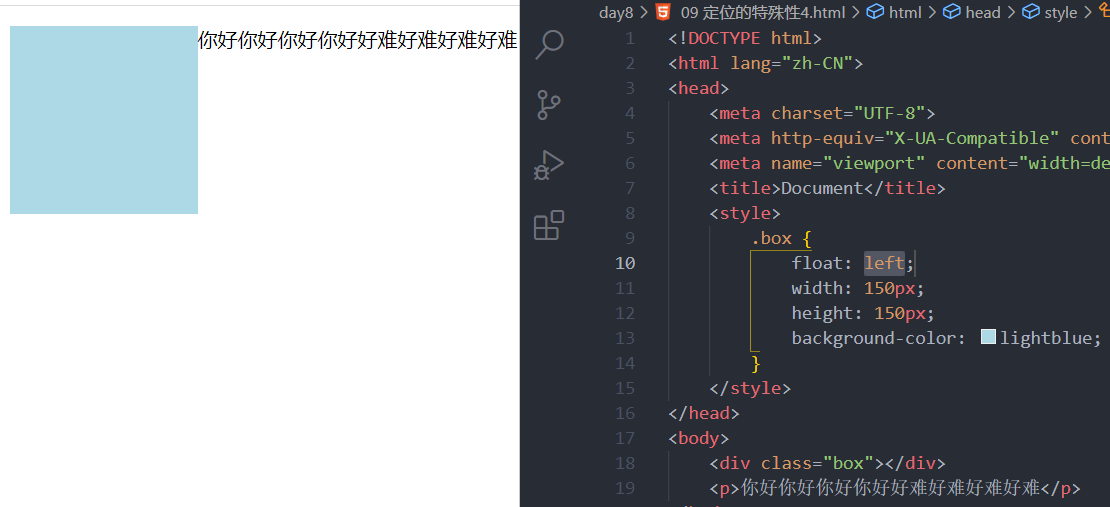 你好你好你好你好好难好难好难好难
day8 > 09 定位的特殊性4.html > html > head > style >
1 <!DOCTYPE html>
2 <html lang="zh-CN">
3 <head>
4 <meta charset="UTF-8">
5 <meta http-equiv="X-UA-Compatible" cont
6 <meta name="viewport" content="width=de
7 <title>Document</title>
8 <style>
9 .box {
10 float: left;
11 width: 150px;
12 height: 150px;
13 background-color: lightblue;
14 }
15 </style>
16 </head>
17 <body>
18 <div class="box"></div>
19 <p>你好你好你好你好好难好难好难好难</p>